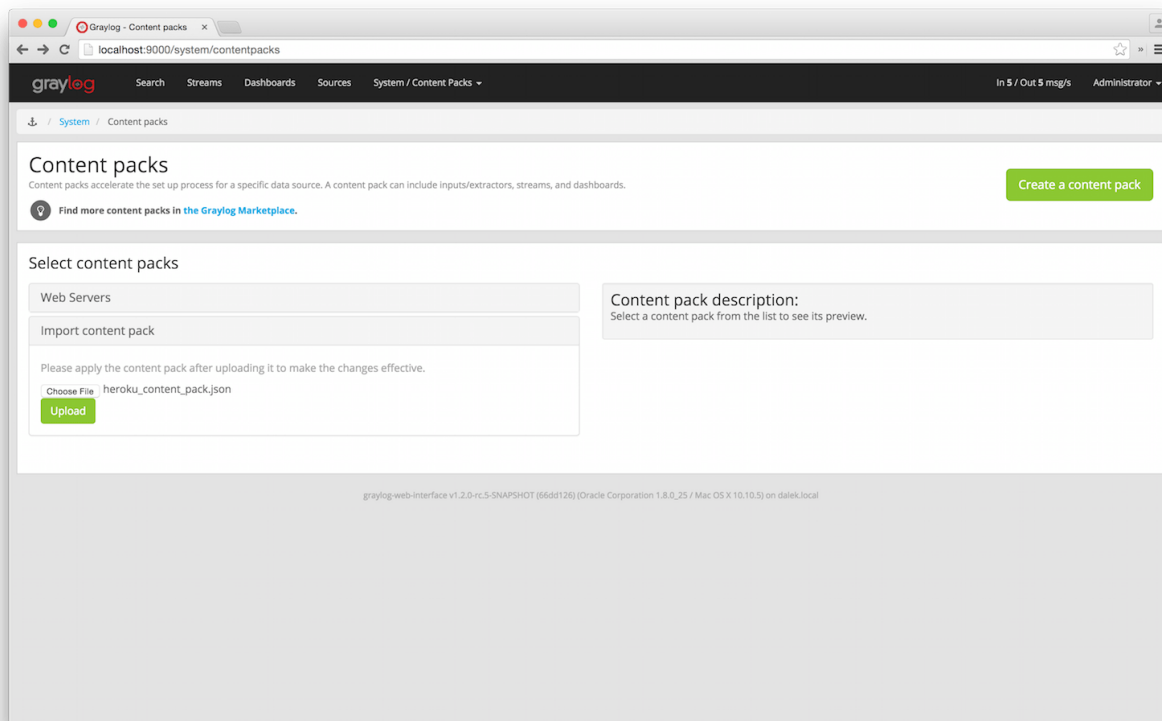 Graylog - Content packs
localhost:9000/system/contentpacks
graylog Search Streams Dashboards Sources System / Content Packs In 5 / Out 5 msg/s Administrator
/ System / Content packs
Content packs
Content packs accelerate the set up process for a specific data source. A content pack can include inputs/extractors, streams, and dashboards.
Create a content pack
Find more content packs in the Graylog Marketplace.
Select content packs
Web Servers
Import content pack
Please apply the content pack after uploading it to make the changes effective.
Choose File heroku_content_pack.json
Upload
Content pack description:
Select a content pack from the list to see its preview.
graylog-web-interface v1.2.0-rc.5-SNAPSHOT (66dd126) (Oracle Corporation 1.8.0_25 / Mac OS X 10.10.5) on dalek.local